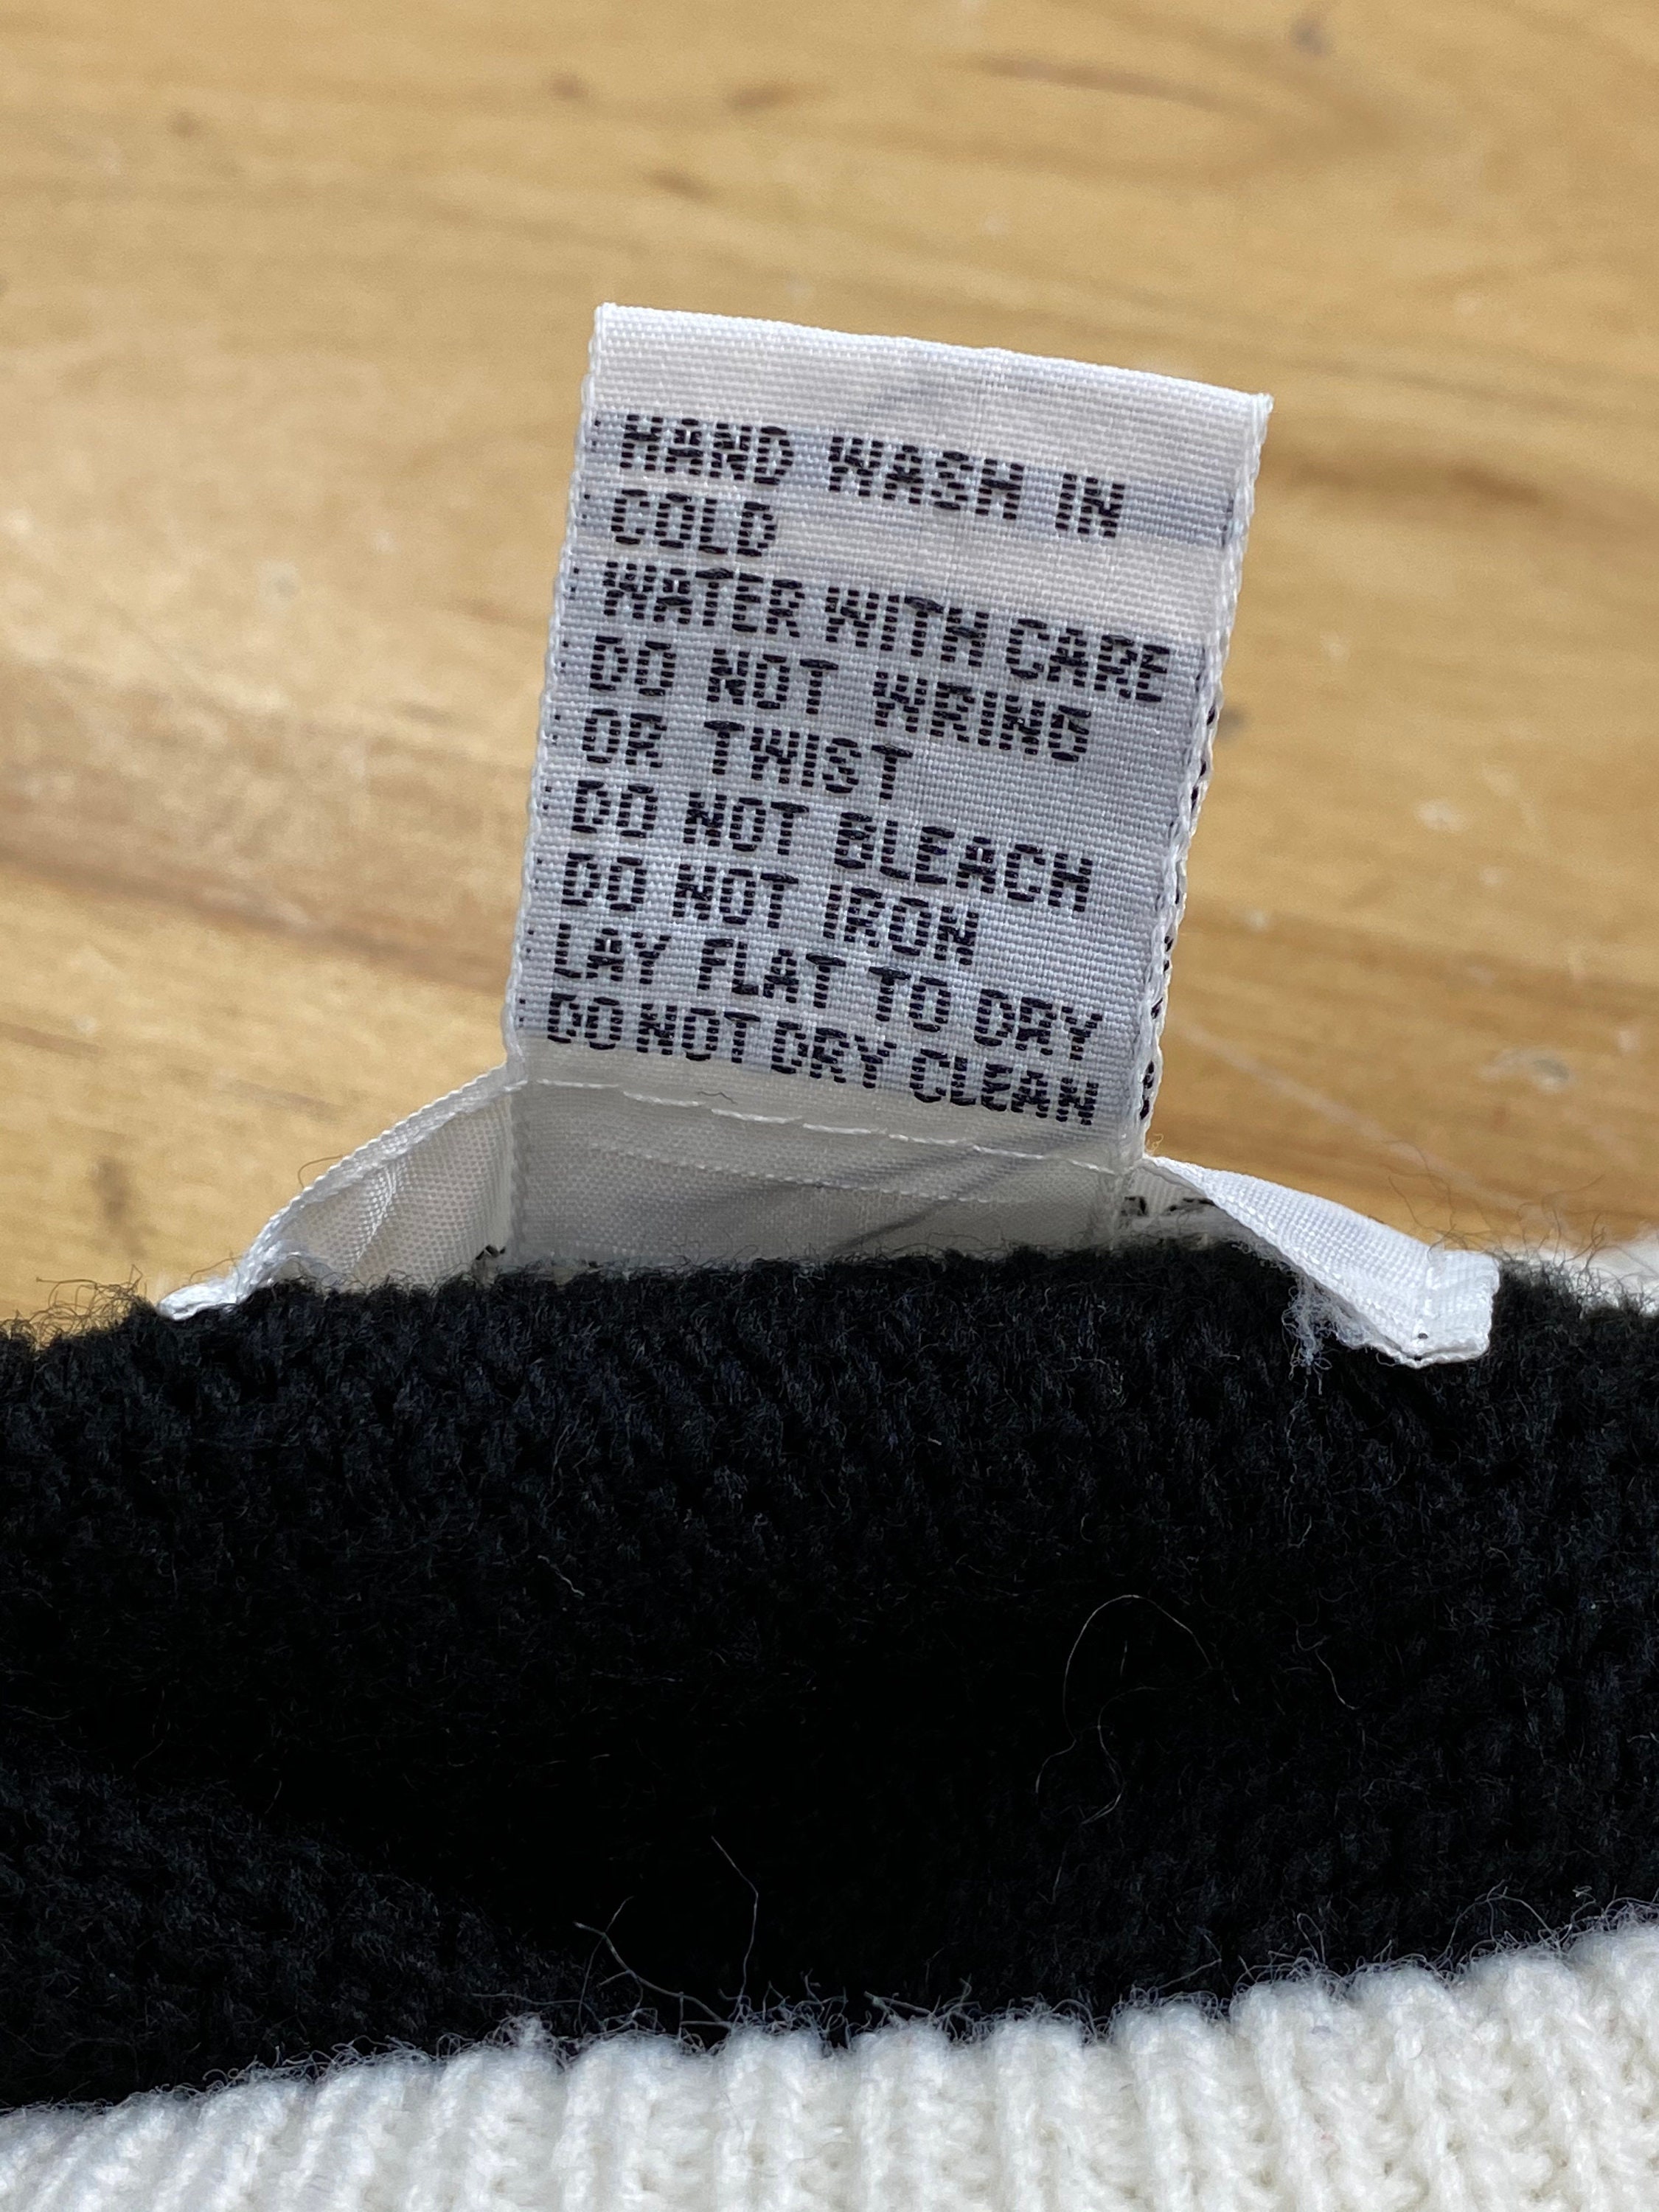 HAND WASH IN
COLD
WATER WITH CARE
DO NOT WRING
OR TWIST
DO NOT BLEACH
DO NOT IRON
LAY FLAT TO DRY
DO NOT DRY CLEAN